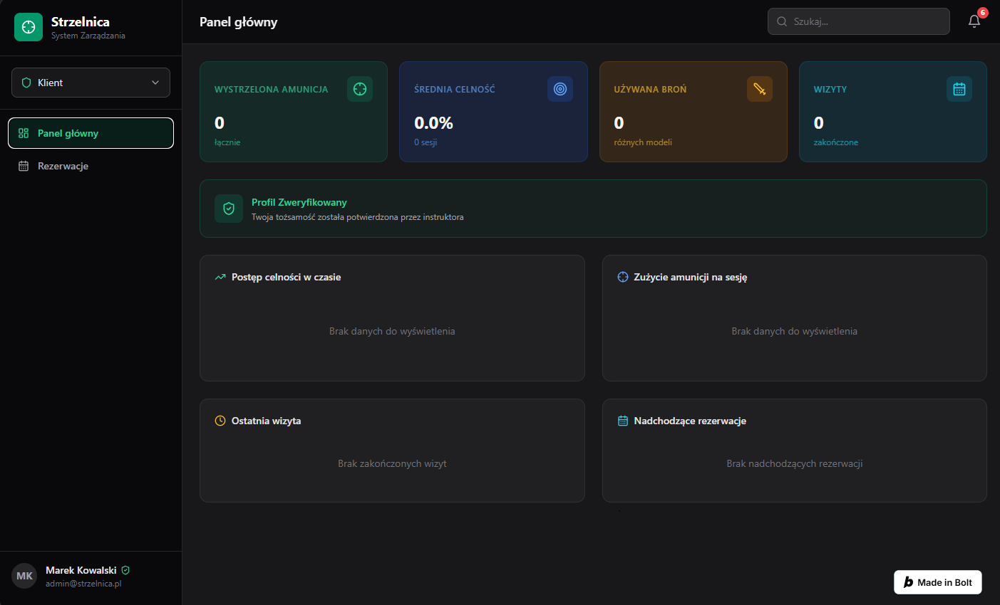 Strzelnica
System Zarządzania
Klient
Panel główny
Rezerwacje
Marek Kowalski
MK
admin@strzelnica.pl
Panel główny
Szukaj...
6
WYSTRZELONA AMUNICJA
0
łącznie
ŚREDNIA CELNOŚĆ
0.0%
0 sesji
UŻYWANA BROŃ
0
różnych modeli
WIZYTY
0
zakończone
Profil Zweryfikowany
Twoja tożsamość została potwierdzona przez instruktora
Postęp celności w czasie
Brak danych do wyświetlenia
Zużycie amunicji na sesję
Brak danych do wyświetlenia
Ostatnia wizyta
Brak zakończonych wizyt
Nadchodzące rezerwacje
Brak nadchodzących rezerwacji
b Made in Bolt